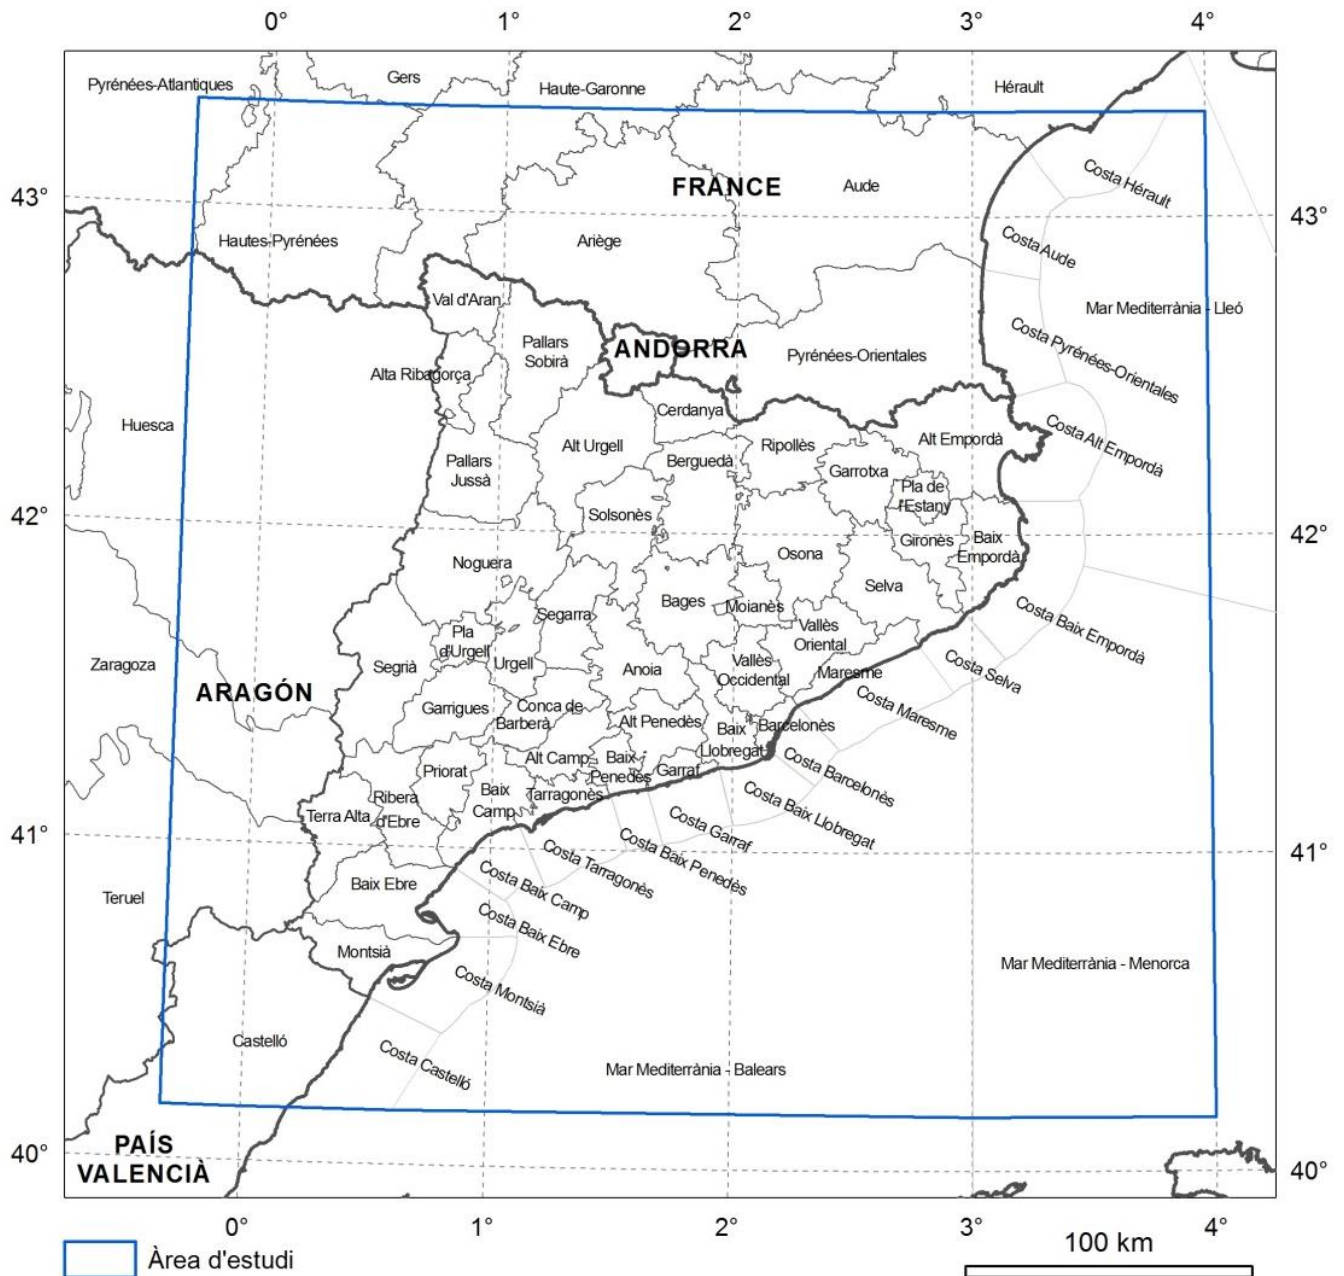 0° 1° 2° 3° 4°
Pyrénées-Atlantiques
Gers
Haute-Garonne
Hérault
43°
FRANCE
Aude
Costa Hérault
43°
Hautes-Pyrénées
Ariège
Costa Aude
Val d'Aran
Mar Mediterrània - Lleó
Pallars
Sobirà
ANDORRA
Pyrénées-Orientales
Costa Pyrénées-Orientales
Alta Ribagorça
Cerdanya
Huesca
Alt Urgell
Ripollès
Alt Empordà
Costa Alt Empordà
Pallars
Jussà
Berguedà
Garrotxa
Pla de
l'Estany
42°
Solsonès
42°
Noguera
Osona
Gironès
Baix
Empordà
Selva
Bages
Moianès
Segarra
Costa Baix Empordà
Pla
d'Urgell
Vallès
Oriental
Zaragoza
Segrià
Urgell
Anoia
Vallès
Occidental
Maresme
Costa Selva
ARAGÓN
Garrigues
Conca de
Barberà
Alt Penedès
Baix
Llobregat
Barcelonès
Costa Maresme
Alt Camp
Baix
Penedès
Garraf
Costa Barcelonès
Priorat
Baix
Camp
Tarragonès
Costa Baix Llobregat
Terra Alta
Ribera
d'Ebre
Costa Garraf
41°
Costa Baix Penedès
41°
Costa Tarragonès
Teruel
Baix Ebre
Costa Baix Camp
Costa Baix Ebre
Montsià
Costa Montsià
Mar Mediterrània - Menorca
Castelló
Costa Castelló
Mar Mediterrània - Balears
PAÍS
VALENCIÀ
40°
40°
0° 1° 2° 3° 4°
Àrea d'estudi
100 km